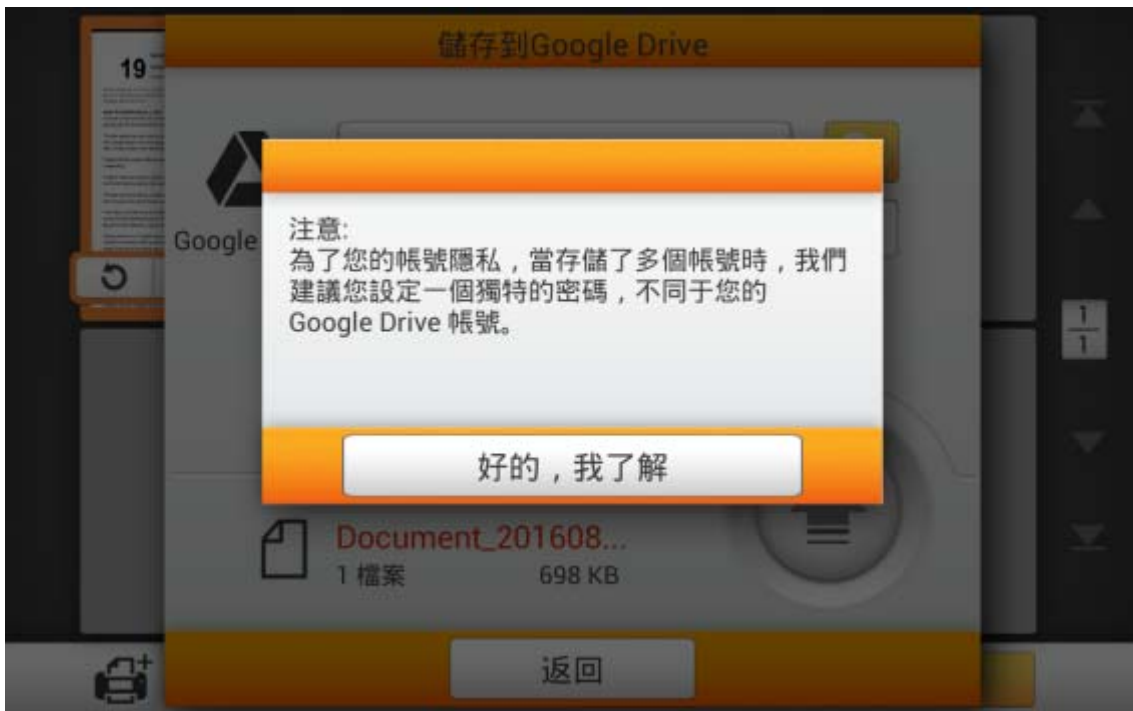 儲存到Google Drive
19
Google
注意:
為了您的帳號隱私，當存儲了多個帳號時，我們
建議您設定一個獨特的密碼，不同于您的
Google Drive 帳號。
1
1
好的，我了解
Document_201608...
1 檔案 698 KB
返回